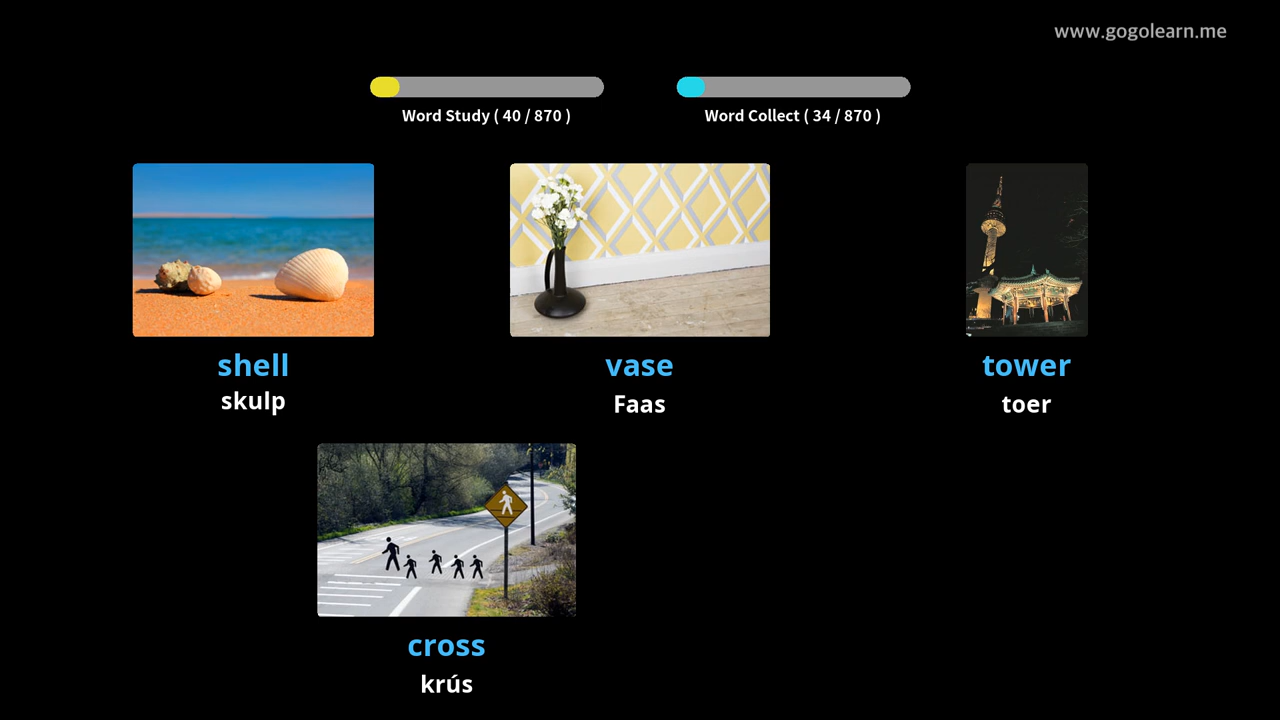 www.gogolearn.me
Word Study ( 40 / 870 )
Word Collect ( 34 / 870 )
shell
skulp
vase
Faas
tower
toer
cross
krús